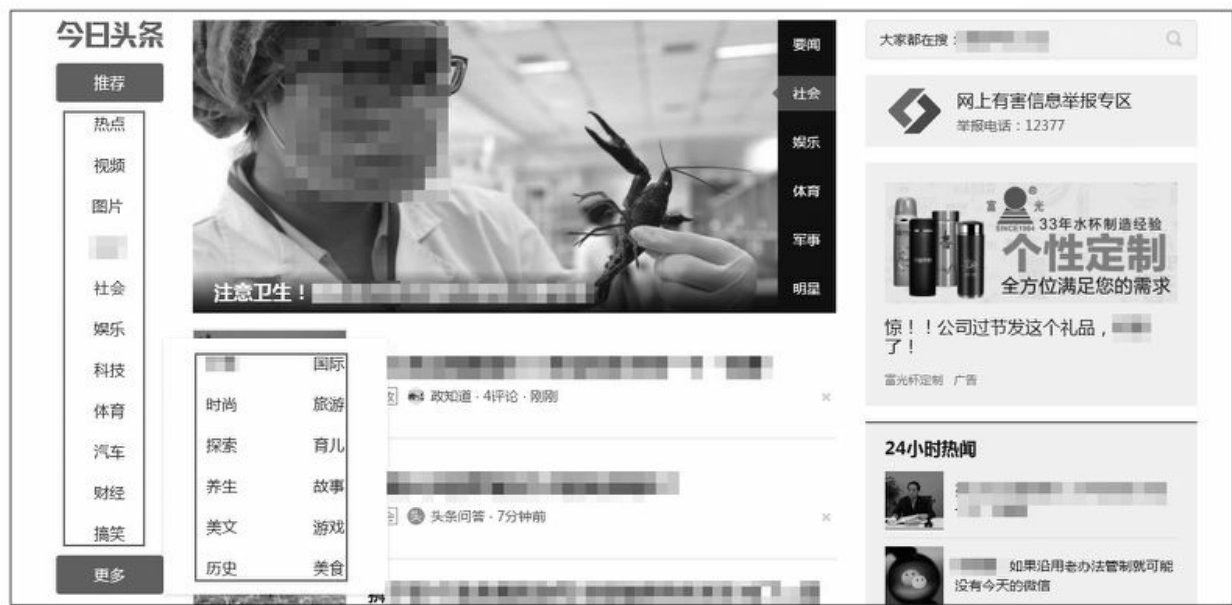 今日头条
推荐
热点
视频
图片
社会
娱乐
科技
体育
汽车
财经
搞笑
更多
国际
时尚 旅游
探索 育儿
养生 故事
美文 游戏
历史 美食
注意卫生！
要闻
社会
娱乐
体育
军事
明星
政知道 · 4评论 · 刚刚
×
头条问答 · 7分钟前
×
大家都在搜：
网上有害信息举报专区
举报电话：12377
富光
SINCE1984
33年水杯制造经验
个性定制
全方位满足您的需求
惊！！公司过节发这个礼品，
了！
富光杯定制 广告
24小时热闻
如果沿用老办法管制就可能
没有今天的微信